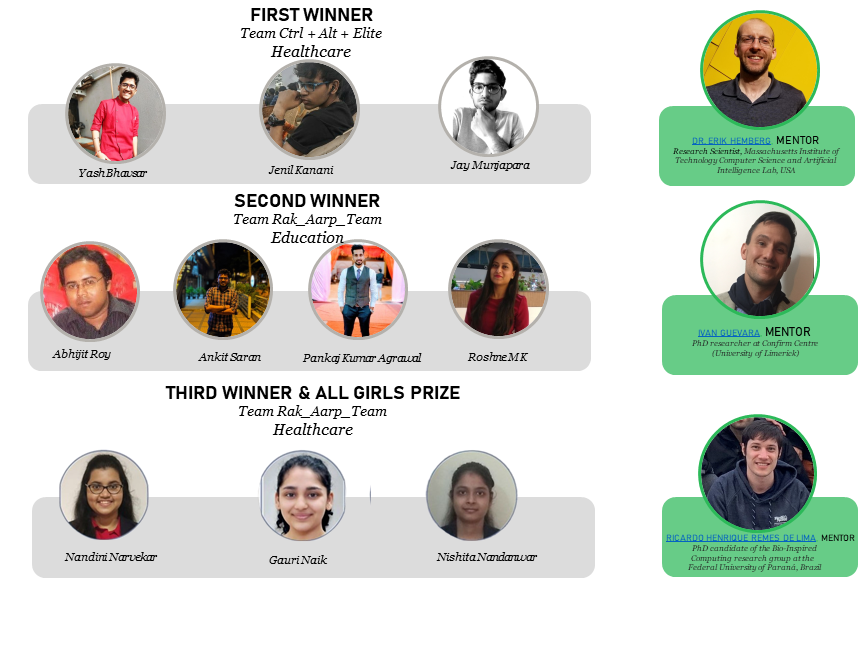 FIRST WINNER
Team Ctrl + Alt + Elite
Healthcare
Yash Bhavsar
Jenil Kanani
Jay Munjapara
DR. ERIK HEMBERG MENTOR
Research Scientist, Massachusetts Institute of
Technology Computer Science and Artificial
Intelligence Lab, USA
SECOND WINNER
Team Rak_Aarp_Team
Education
Abhijit Roy
Ankit Saran
Pankaj Kumar Agrawal
Roshne M K
IVAN GUEVARA MENTOR
PhD researcher at Confirm Centre
(University of Limerick)
THIRD WINNER & ALL GIRLS PRIZE
Team Rak_Aarp_Team
Healthcare
Nandini Narvekar
Gauri Naik
Nishita Nandanwar
RICARDO HENRIQUE REMES DE LIMA MENTOR
PhD candidate of the Bio-Inspired
Computing research group at the
Federal University of Paraná, Brazil